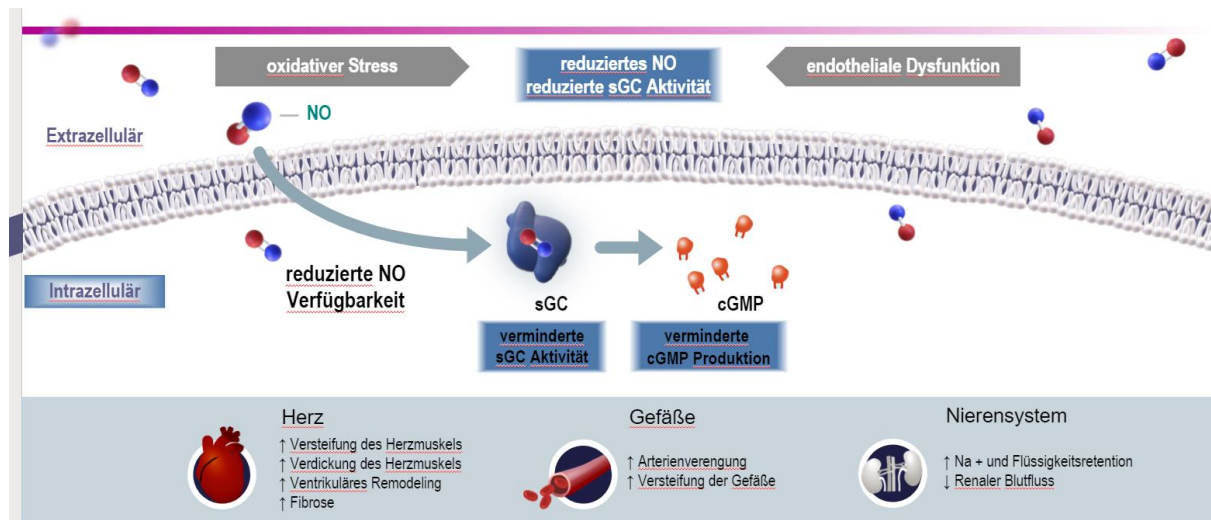 oxidativer Stress
reduziertes NO
reduzierte sGC Aktivität
endotheliale Dysfunktion
NO
Extrazellulär
Intrazellulär
reduzierte NO
Verfügbarkeit
sGC
cGMP
verminderte
sGC Aktivität
verminderte
cGMP Produktion
Herz
↑ Versteifung des Herzmuskels
↑ Verdickung des Herzmuskels
↑ Ventrikuläres Remodeling
↑ Fibrose
Gefäße
↑ Arterienverengung
↑ Versteifung der Gefäße
Nierensystem
↑ Na + und Flüssigkeitsretention
↓ Renaler Blutfluss